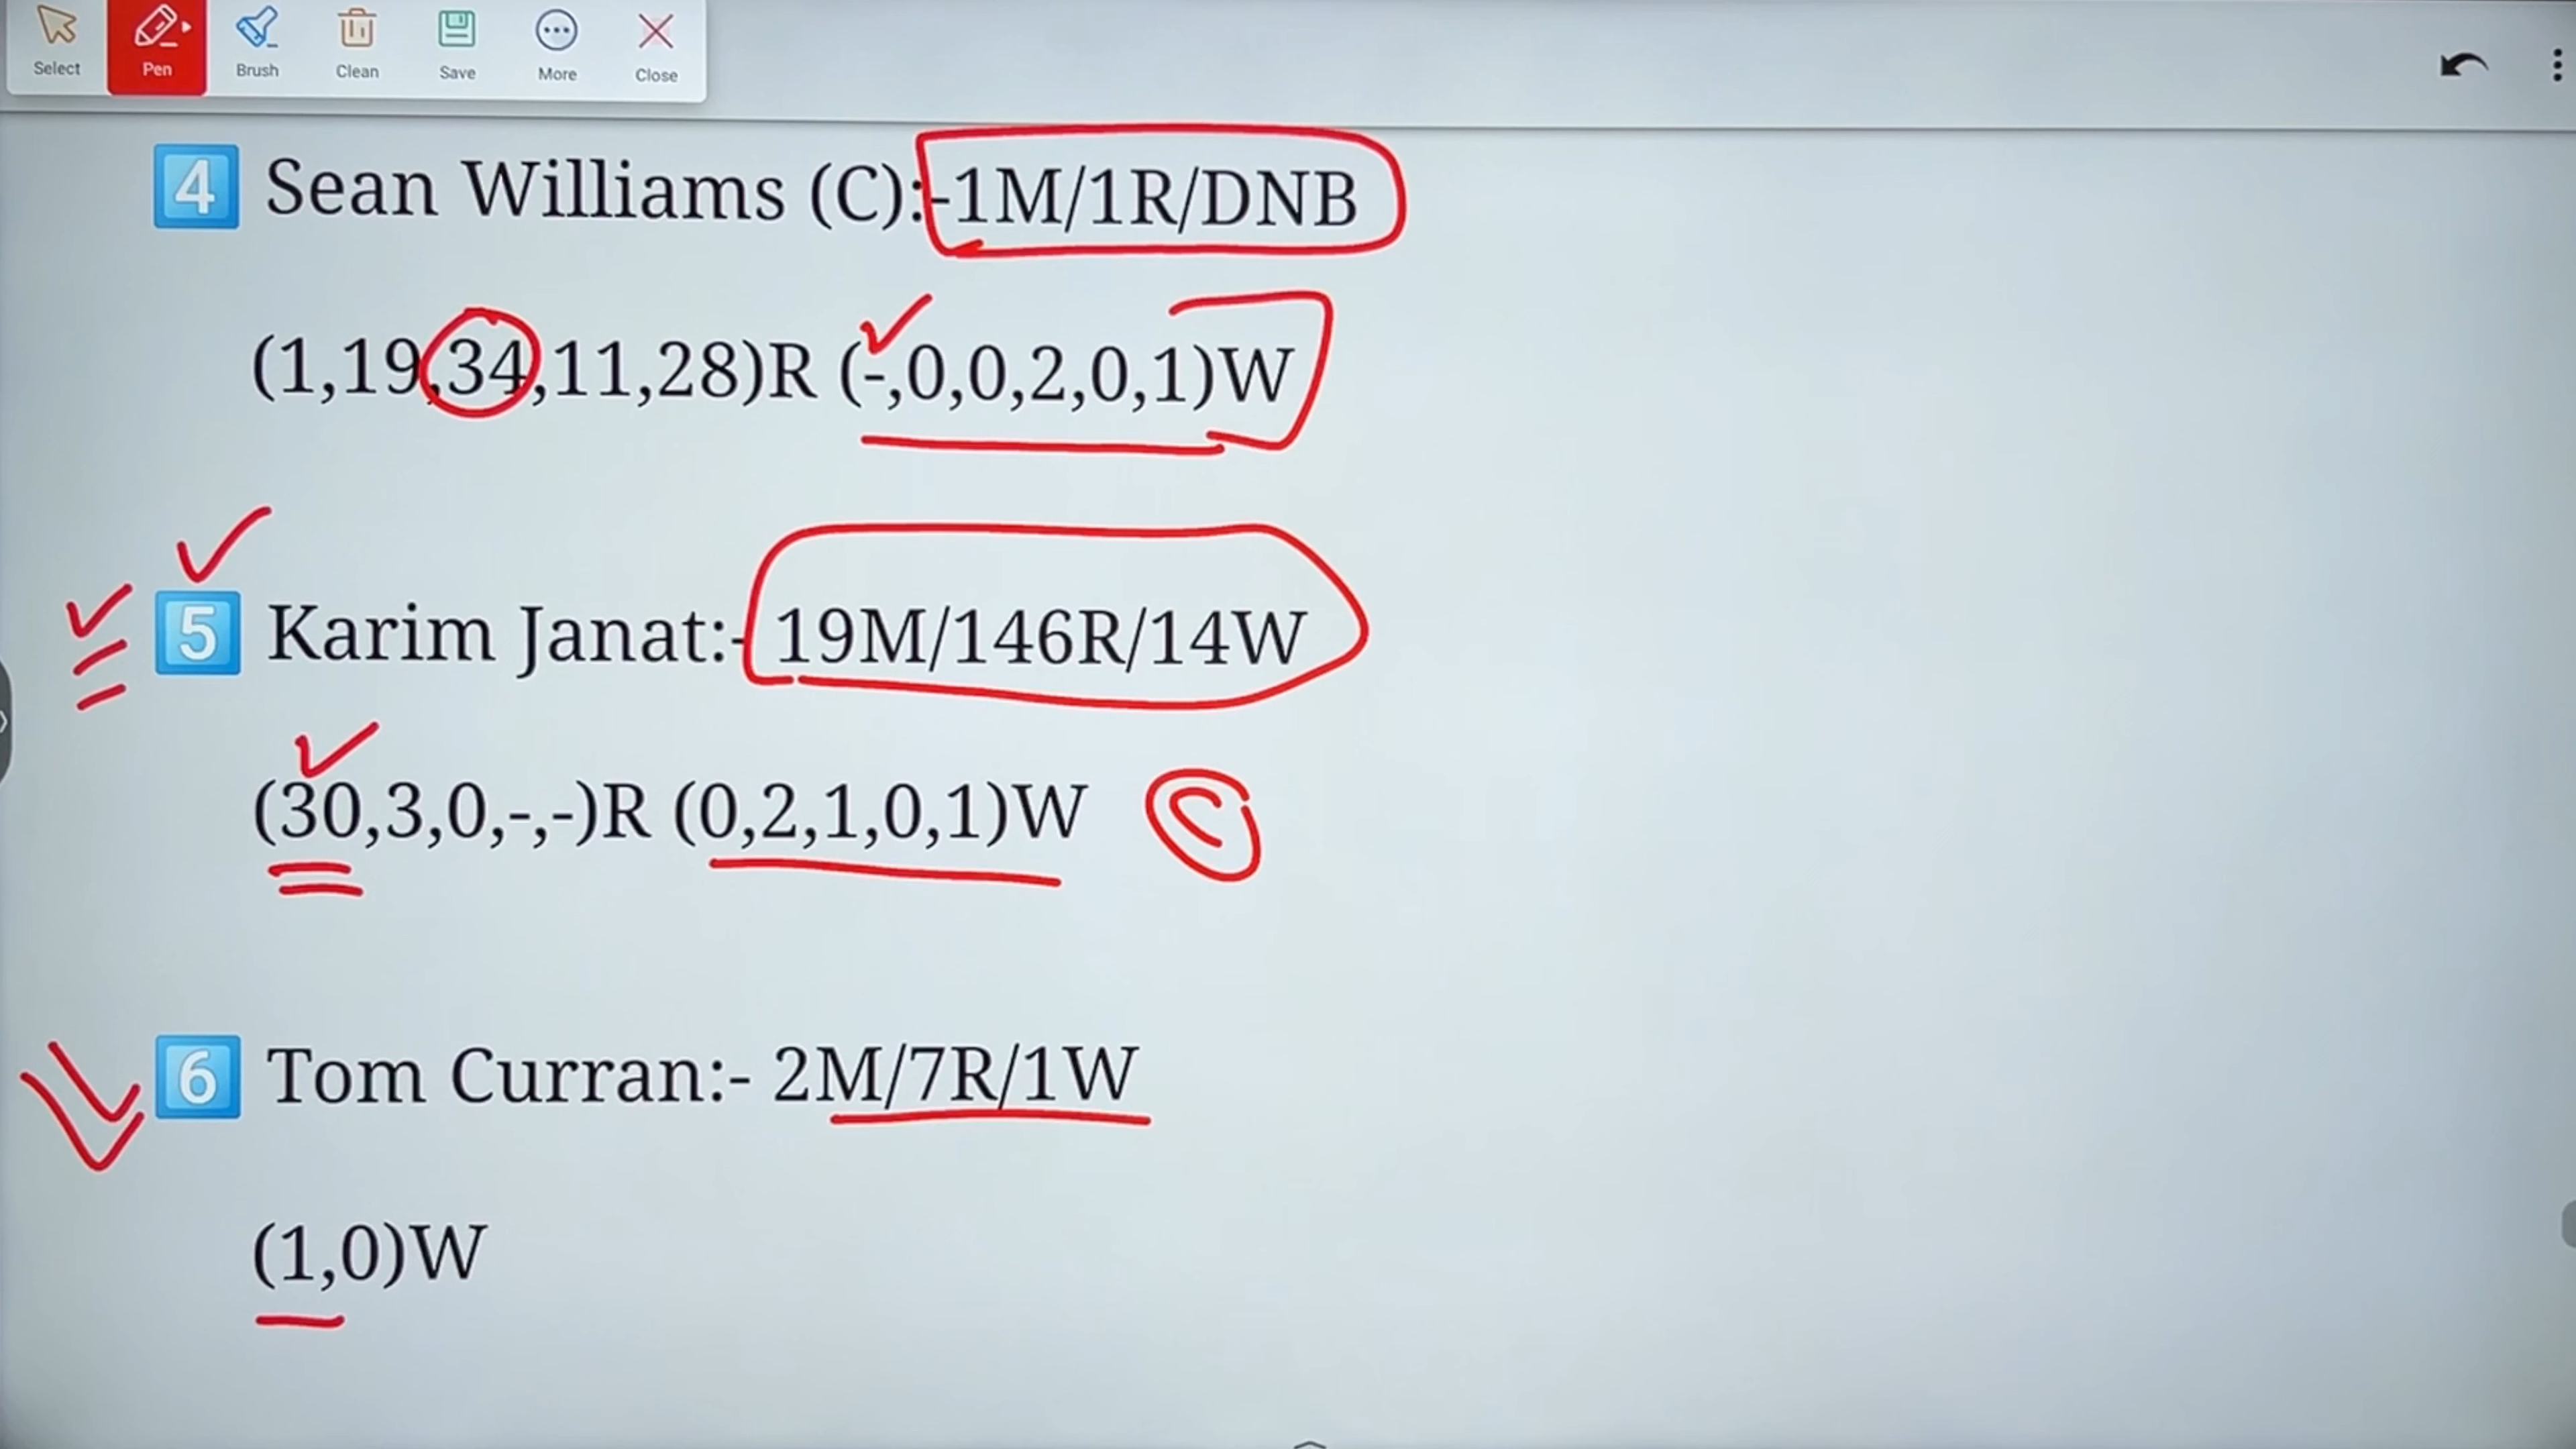 Select Pen Brush Clean Save More Close
4 Sean Williams (C):-1M/1R/DNB
(1,19,34,11,28)R (-,0,0,2,0,1)W
5 Karim Janat:- 19M/146R/14W
(30,3,0,-,-)R (0,2,1,0,1)W C
6 Tom Curran:- 2M/7R/1W
(1,0)W